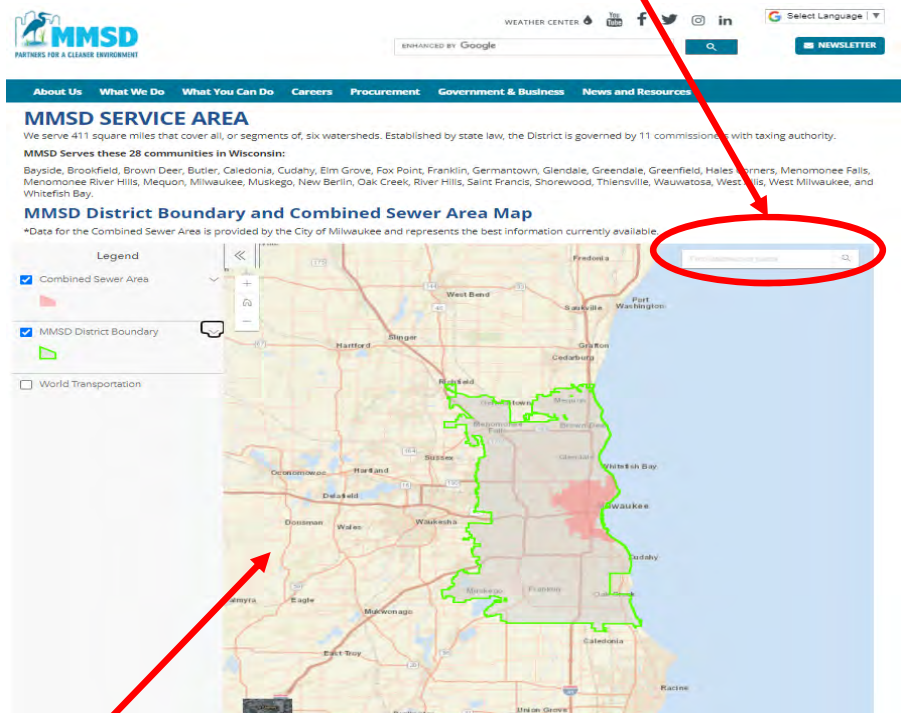 WEATHER CENTER
You Tube
in
Select Language
MMSD
PARTNERS FOR A CLEANER ENVIRONMENT
ENHANCED BY Google
NEWSLETTER
About Us What We Do What You Can Do Careers Procurement Government & Business News and Resources
MMSD SERVICE AREA
We serve 411 square miles that cover all, or segments of, six watersheds. Established by state law, the District is governed by 11 commissioners with taxing authority.
MMSD Serves these 28 communities in Wisconsin:
Bayside, Brookfield, Brown Deer, Butler, Caledonia, Cudahy, Elm Grove, Fox Point, Franklin, Germantown, Glendale, Greendale, Greenfield, Hales Corners, Menomonee Falls,
Menomonee River Hills, Mequon, Milwaukee, Muskego, New Berlin, Oak Creek, River Hills, Saint Francis, Shorewood, Thiensville, Wauwatosa, West Allis, West Milwaukee, and
Whitefish Bay.
MMSD District Boundary and Combined Sewer Area Map
*Data for the Combined Sewer Area is provided by the City of Milwaukee and represents the best information currently available.
Legend
Combined Sewer Area
MMSD District Boundary
World Transportation
Fredonia
West Bend
Port
Saukville Washington
Slinger
Hartford
Grafton
Cedarburg
Richfield
Mequon
Menomonee
Falls
Brown Deer
Sussex
Glendale
Oconomowoc
Hartland
Whitefish Bay
Delafield
Milwaukee
Dousman
Wales
Waukesha
Cudahy
Muskego
Franklin
Oak Creek
Eagle
Mukwonago
Caledonia
East Troy
Racine
Union Grove